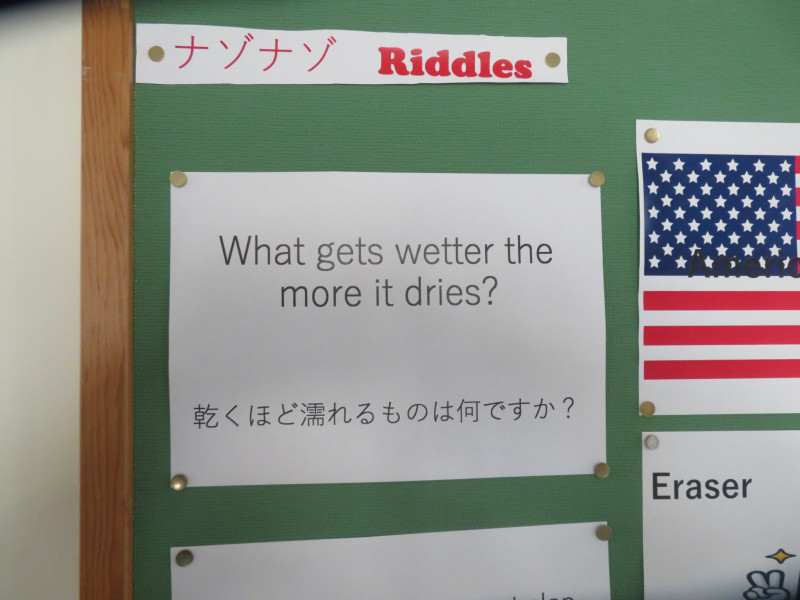 ナゾナゾ Riddles
What gets wetter the
more it dries?
乾くほど濡れるものは何ですか？
Eraser